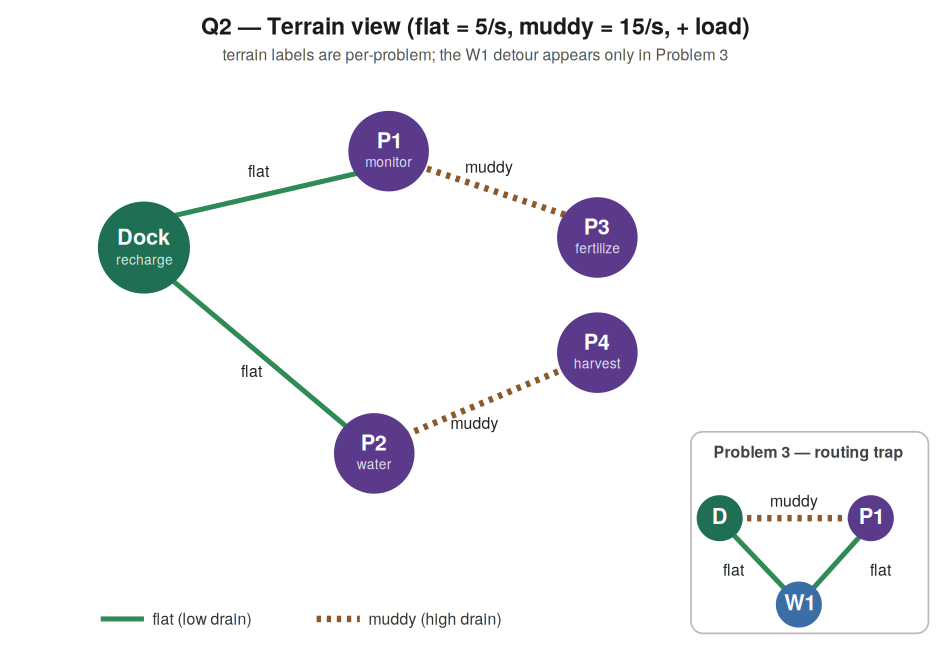 Q2 — Terrain view (flat = 5/s, muddy = 15/s, + load)
terrain labels are per-problem; the W1 detour appears only in Problem 3
P1
monitor
flat
muddy
P3
fertilize
Dock
recharge
P4
harvest
flat
muddy
P2
water
Problem 3 — routing trap
muddy
D
P1
flat
flat
W1
flat (low drain)
muddy (high drain)